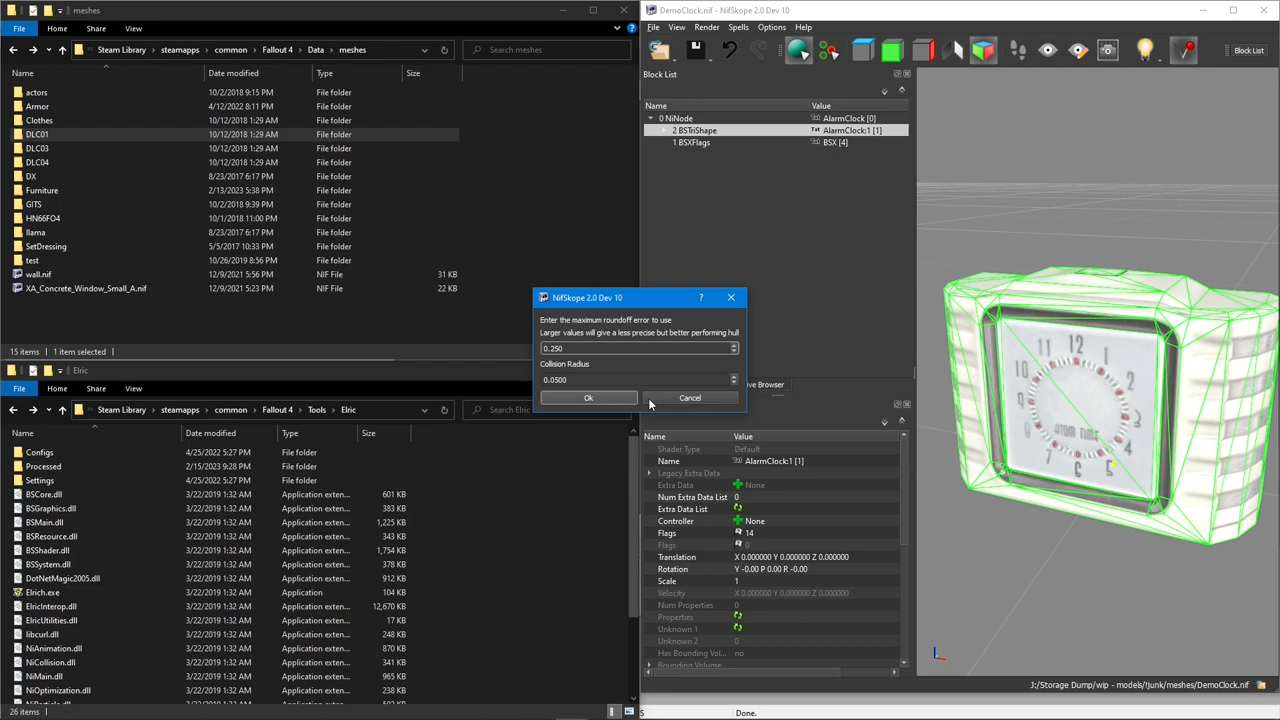 meshes
File
Home
Share
View
Steam Library > steamapps > common > Fallout 4 > Data > meshes
Search meshes
Name Date modified Type Size
actors 10/2/2018 9:15 PM File folder
Armor 4/12/2022 8:11 PM File folder
Clothes 10/12/2018 1:29 AM File folder
DLC01 10/12/2018 1:29 AM File folder
DLC03 10/12/2018 1:29 AM File folder
DLC04 10/12/2018 1:29 AM File folder
DX 8/23/2017 6:17 PM File folder
Furniture 2/13/2023 5:38 PM File folder
GITS 10/2/2018 9:39 PM File folder
HN66FO4 10/1/2018 11:00 PM File folder
llama 8/23/2017 6:17 PM File folder
SetDressing 5/5/2017 10:33 PM File folder
test 10/26/2019 8:56 PM File folder
wall.nif 12/9/2021 5:56 PM NIF File 31 KB
XA_Concrete_Window_Small_A.nif 12/9/2021 5:23 PM NIF File 22 KB
15 items 1 item selected
Elric
File
Home
Share
View
Steam Library > steamapps > common > Fallout 4 > Tools > Elric
Search Elric
Name Date modified Type Size
Configs 4/25/2022 5:27 PM File folder
Processed 2/15/2023 9:28 PM File folder
Settings 4/25/2022 5:27 PM File folder
BSCore.dll 3/22/2019 1:32 AM Application exten... 601 KB
BSGraphics.dll 3/22/2019 1:32 AM Application exten... 383 KB
BSMain.dll 3/22/2019 1:32 AM Application exten... 1,225 KB
BSResource.dll 3/22/2019 1:32 AM Application exten... 343 KB
BSShader.dll 3/22/2019 1:32 AM Application exten... 1,754 KB
BSSystem.dll 3/22/2019 1:32 AM Application exten... 378 KB
DotNetMagic2005.dll 3/22/2019 1:32 AM Application exten... 912 KB
Elrich.exe 3/22/2019 1:32 AM Application 104 KB
ElricInterop.dll 3/22/2019 1:32 AM Application exten... 12,670 KB
ElricUtilities.dll 3/22/2019 1:32 AM Application exten... 17 KB
libcurl.dll 3/22/2019 1:32 AM Application exten... 248 KB
NiAnimation.dll 3/22/2019 1:32 AM Application exten... 870 KB
NiCollision.dll 3/22/2019 1:32 AM Application exten... 341 KB
NiMain.dll 3/22/2019 1:32 AM Application exten... 965 KB
NiOptimization.dll 3/22/2019 1:32 AM Application exten... 238 KB
26 items
DemoClock.nif - NifSkope 2.0 Dev 10
File View Render Spells Options Help
Block List
Block List
Name Value
0 NiNode AlarmClock [0]
2 BSTriShape Txt AlarmClock:1 [1]
1 BSXFlags BSX [4]
NifSkope 2.0 Dev 10 ?
Enter the maximum roundoff error to use
Larger values will give a less precise but better performing hull
0.250
Collision Radius
0.0500
Ok Cancel
Name Value
Shader Type Default
Name AlarmClock:1 [1]
Legacy Extra Data
Extra Data None
Num Extra Data List 0
Extra Data List
Controller None
Flags 14
Flags 0
Translation X 0.000000 Y 0.000000 Z 0.000000
Rotation Y -0.00 P 0.00 R -0.00
Scale 1
Velocity X 0.000000 Y 0.000000 Z 0.000000
Num Properties 0
Properties
Unknown 1
Unknown 2 0
Has Bounding Volume no
Bounding Volume
12 1 2 3 4 5 6 7 8 9 10 11
ATOM TIME
J:/Storage Dump/wip - models/!junk/meshes/DemoClock.nif
Done.